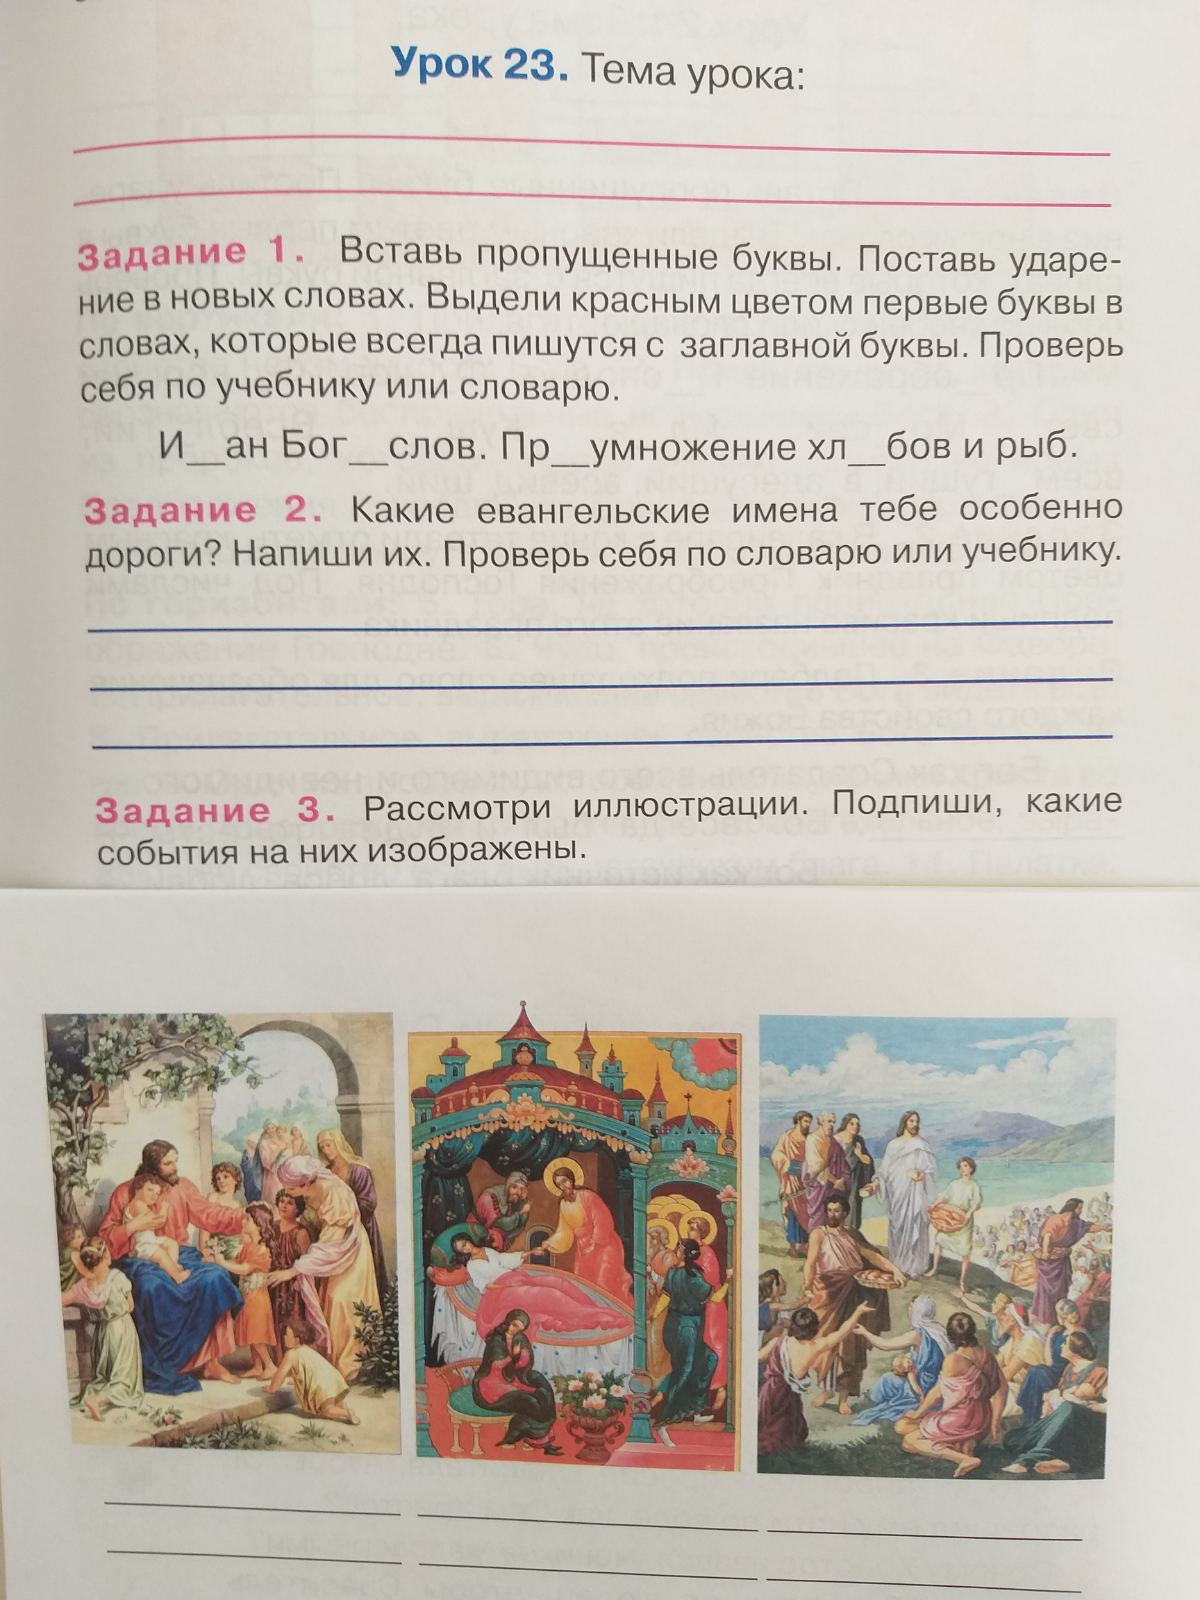 Урок 23. Тема урока:
Задание 1. Вставь пропущенные буквы. Поставь ударе-
ние в новых словах. Выдели красным цветом первые буквы в
словах, которые всегда пишутся с заглавной буквы. Проверь
себя по учебнику или словарю.
И__ан Бог__слов. Пр__умножение хл__бов и рыб.
Задание 2. Какие евангельские имена тебе особенно
дороги? Напиши их. Проверь себя по словарю или учебнику.
Задание 3. Рассмотри иллюстрации. Подпиши, какие
события на них изображены.